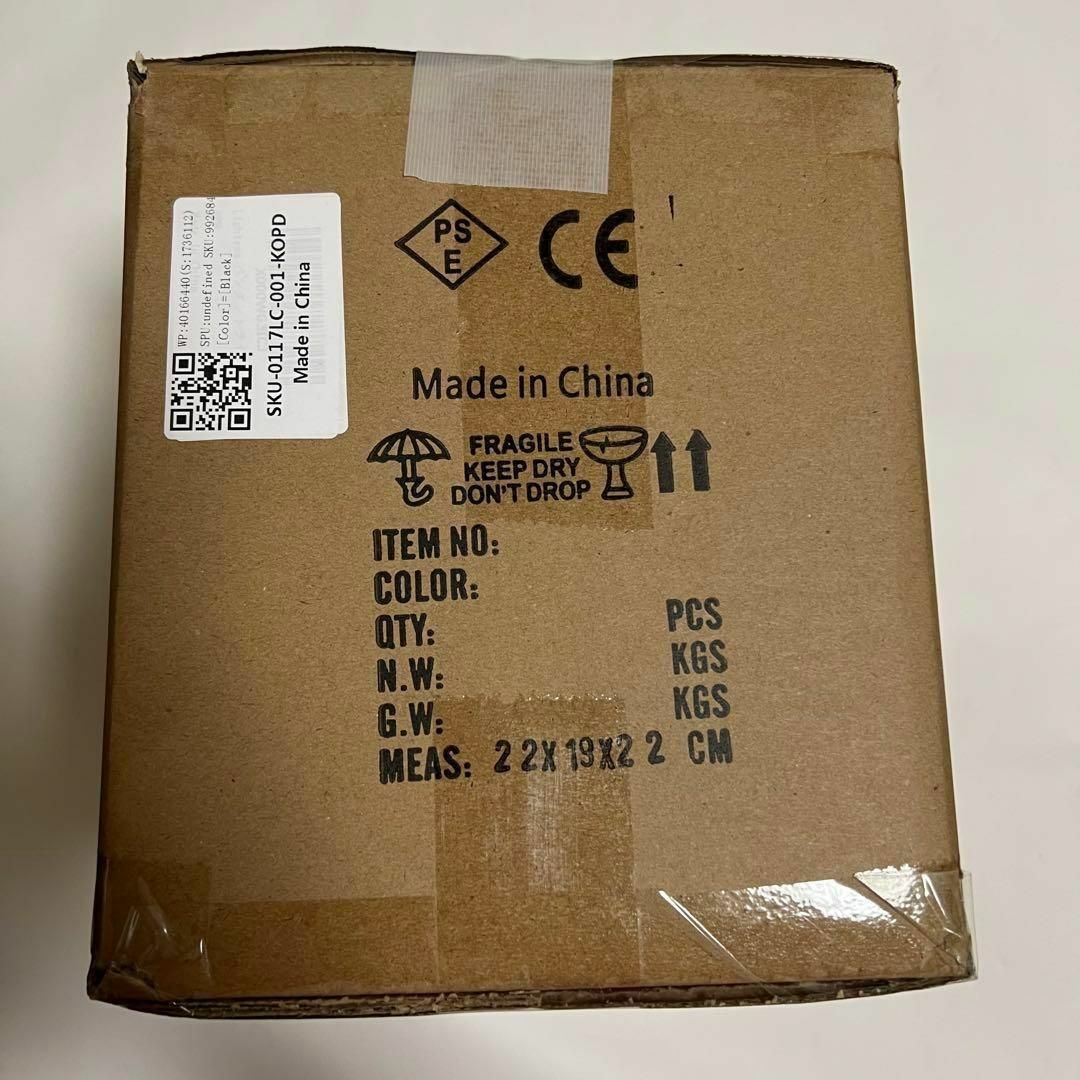 WP:40166440(S:1736112)
SPU:undefined SKU:992684
[Color]=[Black]
SKU-0117LC-001-KOPD
Made in China
PS
E
CE
Made in China
FRAGILE
KEEP DRY
DON'T DROP
ITEM NO:
COLOR:
QTY: PCS
N.W: KGS
G.W: KGS
MEAS: 22X19X22 CM